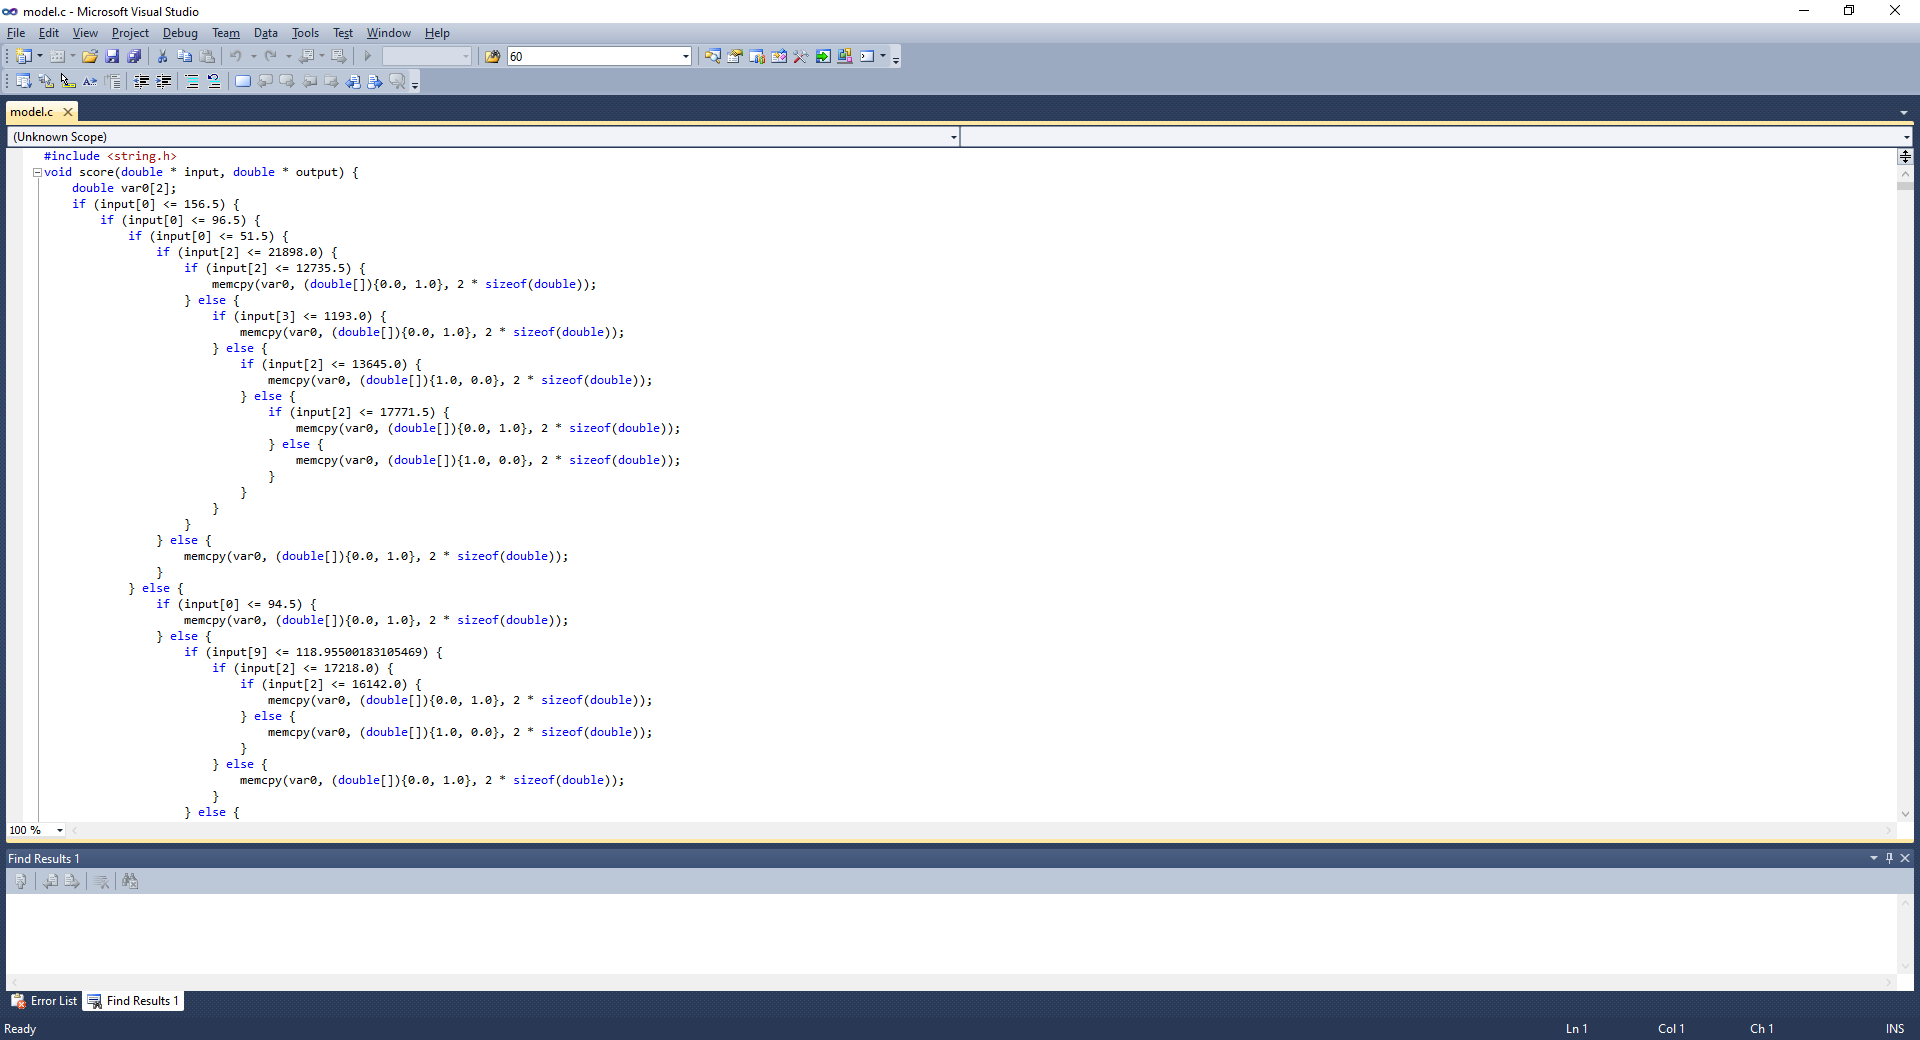 model.c - Microsoft Visual Studio
File Edit View Project Debug Team Data Tools Test Window Help
60
model.c
(Unknown Scope)
#include <string.h>
void score(double * input, double * output) {
    double var0[2];
    if (input[0] <= 156.5) {
        if (input[0] <= 96.5) {
            if (input[0] <= 51.5) {
                if (input[2] <= 21898.0) {
                    if (input[2] <= 12735.5) {
                        memcpy(var0, (double[]){0.0, 1.0}, 2 * sizeof(double));
                    } else {
                        if (input[3] <= 1193.0) {
                            memcpy(var0, (double[]){0.0, 1.0}, 2 * sizeof(double));
                        } else {
                            if (input[2] <= 13645.0) {
                                memcpy(var0, (double[]){1.0, 0.0}, 2 * sizeof(double));
                            } else {
                                if (input[2] <= 17771.5) {
                                    memcpy(var0, (double[]){0.0, 1.0}, 2 * sizeof(double));
                                } else {
                                    memcpy(var0, (double[]){1.0, 0.0}, 2 * sizeof(double));
                                }
                            }
                        }
                    }
                } else {
                    memcpy(var0, (double[]){0.0, 1.0}, 2 * sizeof(double));
                }
            } else {
                if (input[0] <= 94.5) {
                    memcpy(var0, (double[]){0.0, 1.0}, 2 * sizeof(double));
                } else {
                    if (input[9] <= 118.95500183105469) {
                        if (input[2] <= 17218.0) {
                            if (input[2] <= 16142.0) {
                                memcpy(var0, (double[]){0.0, 1.0}, 2 * sizeof(double));
                            } else {
                                memcpy(var0, (double[]){1.0, 0.0}, 2 * sizeof(double));
                            }
                        } else {
                            memcpy(var0, (double[]){0.0, 1.0}, 2 * sizeof(double));
                        }
                    } else {
100 %
Find Results 1
Error List Find Results 1
Ready Ln 1 Col 1 Ch 1 INS